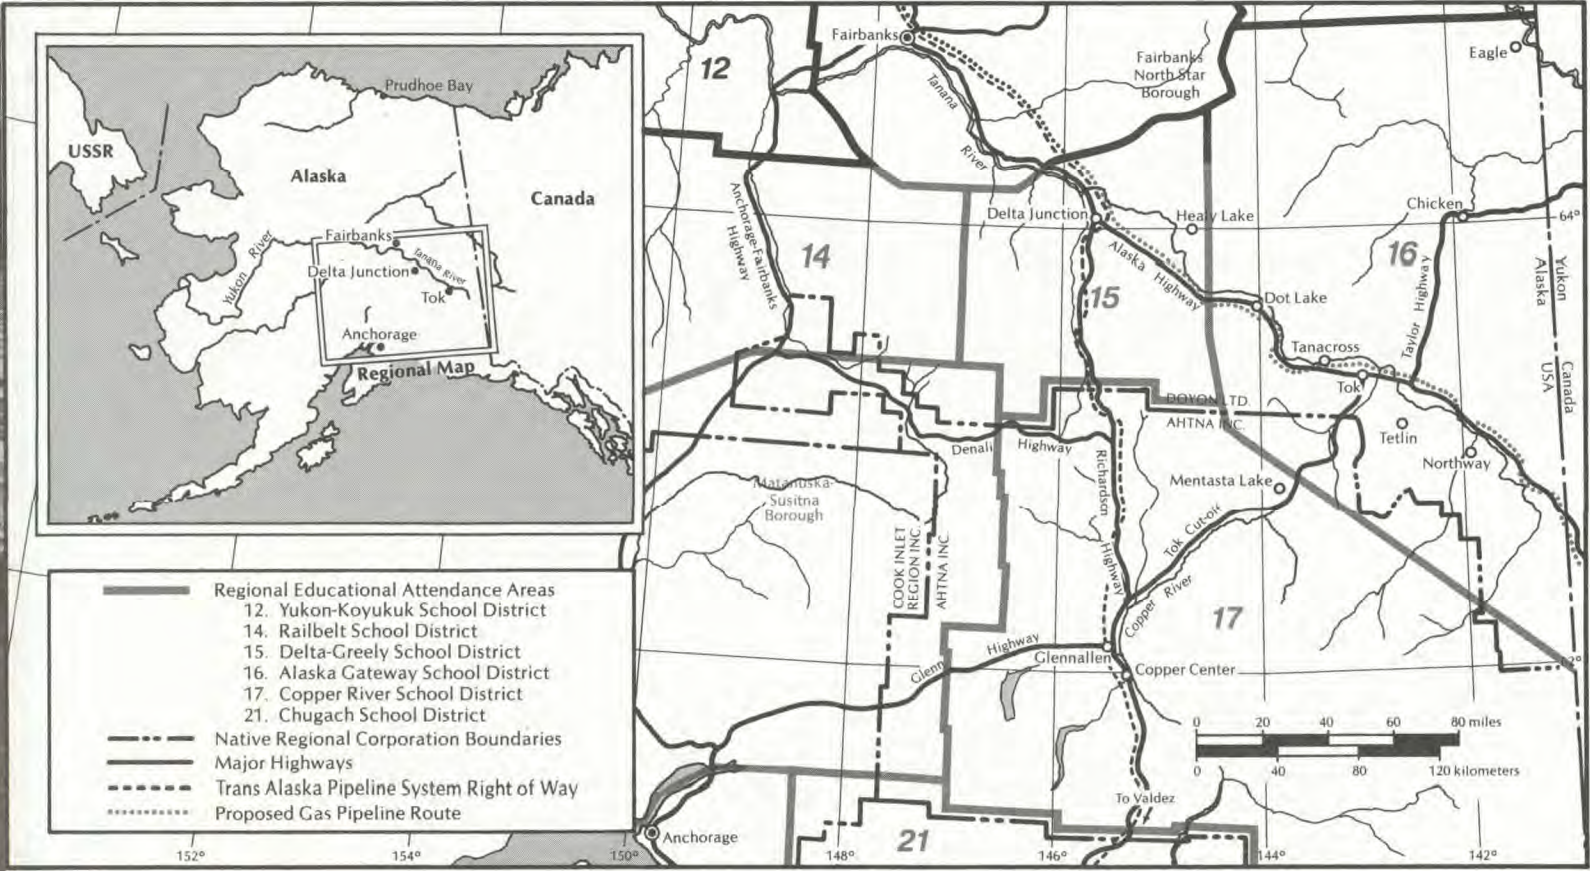 USSR
Prudhoe Bay
Alaska
Canada
Yukon River
Fairbanks
Tanana River
Delta Junction
Tok
Anchorage
Regional Map
Regional Educational Attendance Areas
12. Yukon-Koyukuk School District
14. Railbelt School District
15. Delta-Greely School District
16. Alaska Gateway School District
17. Copper River School District
21. Chugach School District
Native Regional Corporation Boundaries
Major Highways
Trans Alaska Pipeline System Right of Way
Proposed Gas Pipeline Route
12
Fairbanks
Tanana
River
Fairbanks
North Star
Borough
Eagle
Anchorage-Fairbanks
Highway
14
Delta Junction
Healy Lake
Chicken
64°
16
Alaska
Highway
15
Dot Lake
Taylor Highway
Yukon
Alaska
Tanacross
Tok
Canada
USA
DOYON LTD.
AHTNA INC.
Tetlin
Northway
Denali
Highway
Richardson
Highway
Mentasta Lake
Tok Cut-off
Matanuska-
Susitna
Borough
COOK INLET
REGION INC.
AHTNA INC.
Copper River
17
Glenn
Highway
Glennallen
Copper Center
62°
0 20 40 60 80 miles
0 40 80 120 kilometers
To Valdez
Anchorage
21
152°
154°
150°
148°
146°
144°
142°